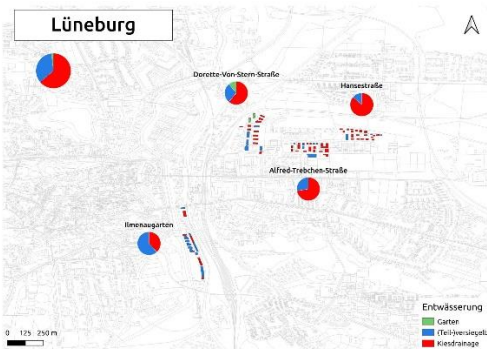 Lüneburg
Dorette-Von-Stern-Straße
Hansestraße
Alfred-Trebchen-Straße
Ilmenaugarten
Entwässerung
Garten
(Teil-)versiegelt
Kiesdrainage
0 125 250 m